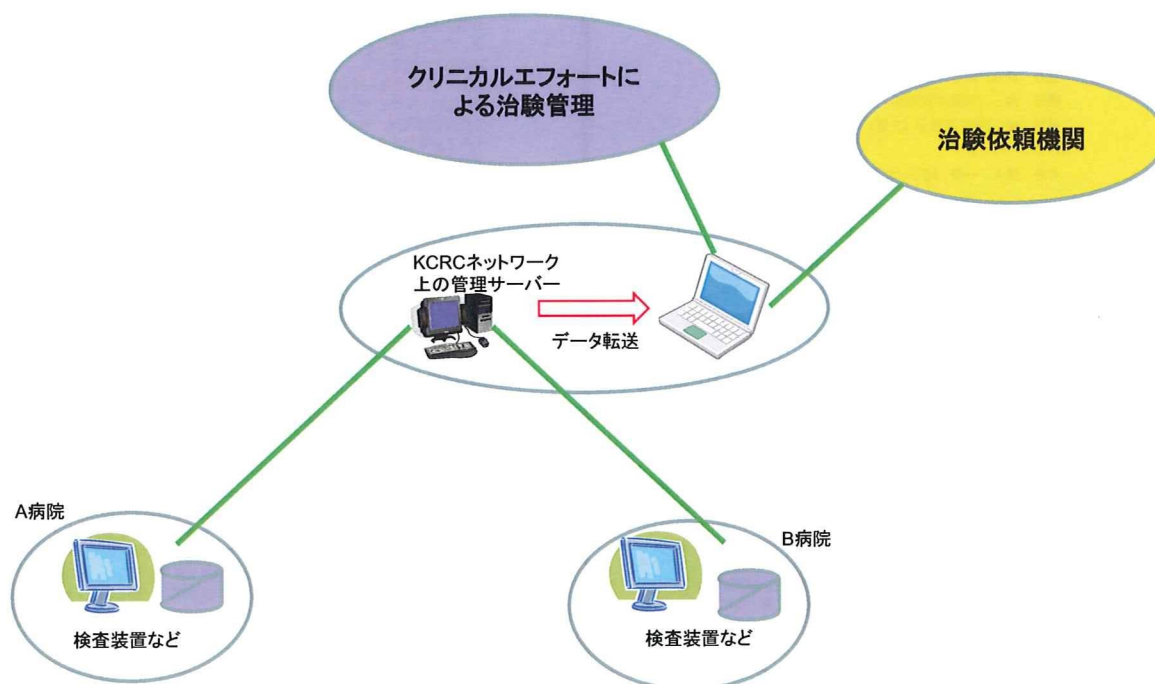 クリニカルエフォートに
よる治験管理
治験依頼機関
KCRCネットワーク
上の管理サーバー
データ転送
A病院
検査装置など
B病院
検査装置など